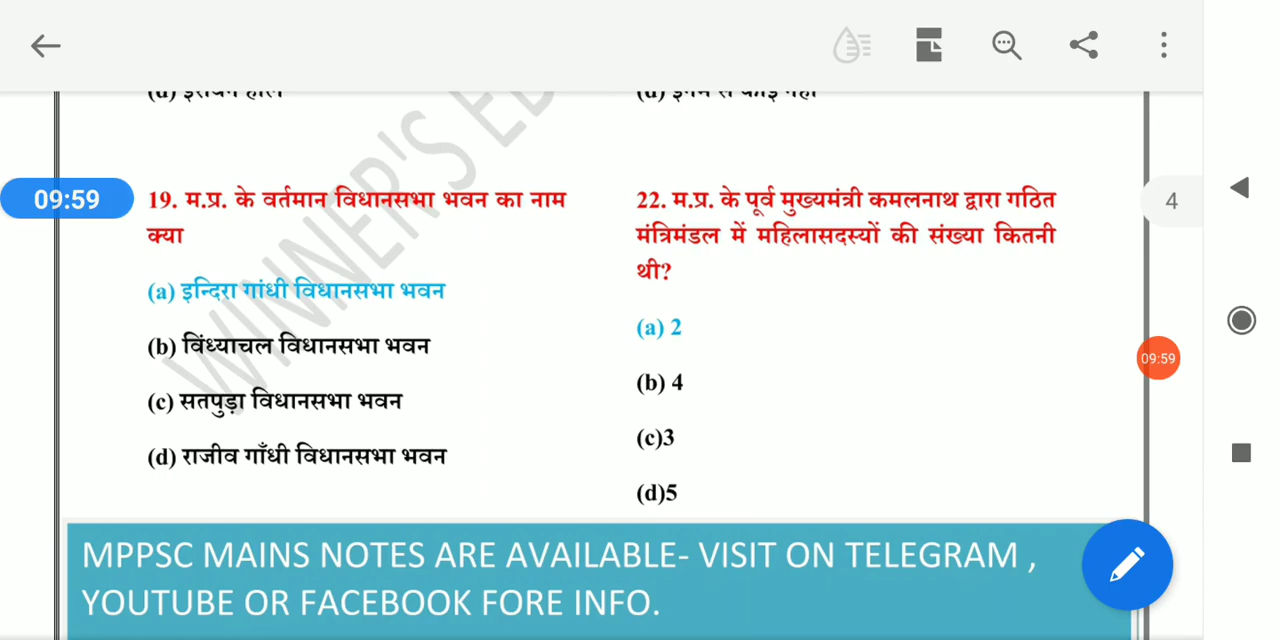 09:59
19. म.प्र. के वर्तमान विधानसभा भवन का नाम
क्या
(a) इन्दिरा गांधी विधानसभा भवन
(b) विंध्याचल विधानसभा भवन
(c) सतपुड़ा विधानसभा भवन
(d) राजीव गाँधी विधानसभा भवन
22. म.प्र. के पूर्व मुख्यमंत्री कमलनाथ द्वारा गठित
मंत्रिमंडल में महिलासदस्यों की संख्या कितनी
थी?
(a) 2
(b) 4
(c)3
(d)5
4
09:59
WINNER'S
MPPSC MAINS NOTES ARE AVAILABLE- VISIT ON TELEGRAM ,
YOUTUBE OR FACEBOOK FORE INFO.